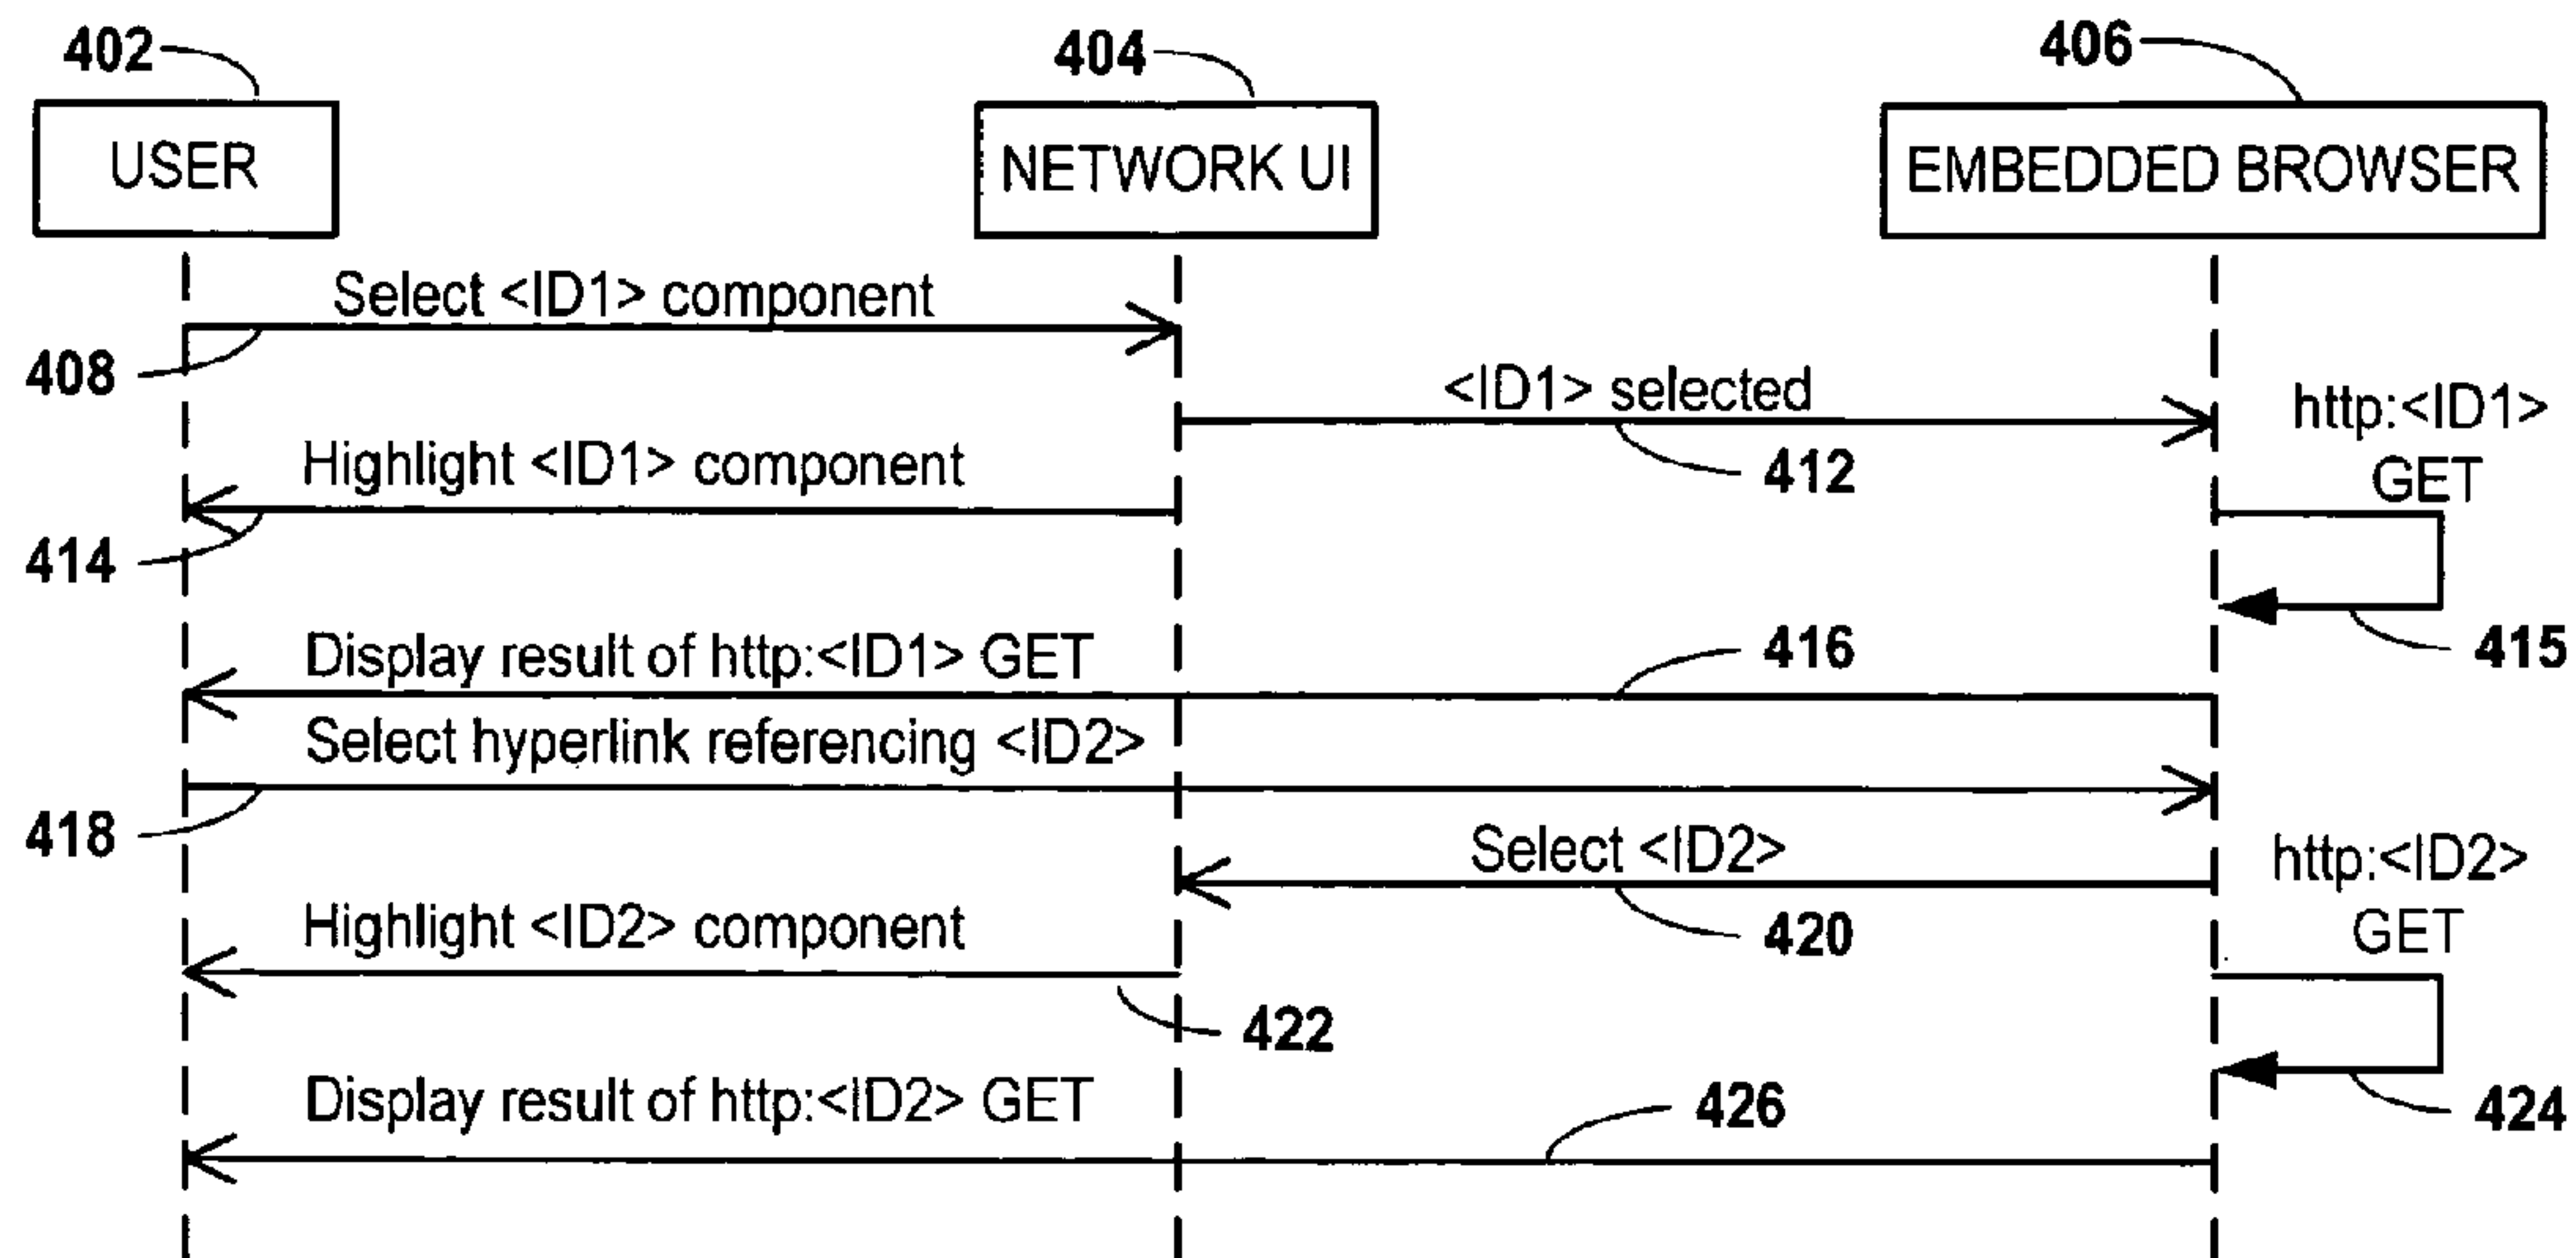 402
404
406
USER
NETWORK UI
EMBEDDED BROWSER
Select <ID1> component
408
<ID1> selected
412
http:<ID1>
GET
Highlight <ID1> component
414
415
Display result of http:<ID1> GET
416
Select hyperlink referencing <ID2>
418
Select <ID2>
420
http:<ID2>
GET
Highlight <ID2> component
422
424
Display result of http:<ID2> GET
426